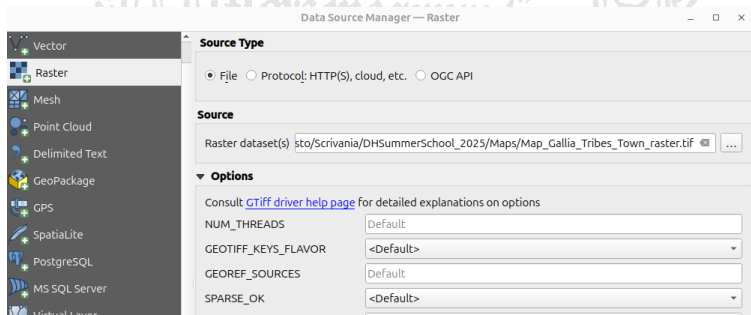 Data Source Manager — Raster
Vector
Raster
Mesh
Point Cloud
Delimited Text
GeoPackage
GPS
SpatiaLite
PostgreSQL
MS SQL Server
Virtual Layer
Source Type
File Protocol: HTTP(S), cloud, etc. OGC API
Source
Raster dataset(s) sto/Scrivania/DHSummerSchool_2025/Maps/Map_Gallia_Tribes_Town_raster.tif ...
Options
Consult GTiff driver help page for detailed explanations on options
NUM_THREADS Default
GEOTIFF_KEYS_FLAVOR <Default>
GEOREF_SOURCES Default
SPARSE_OK <Default>